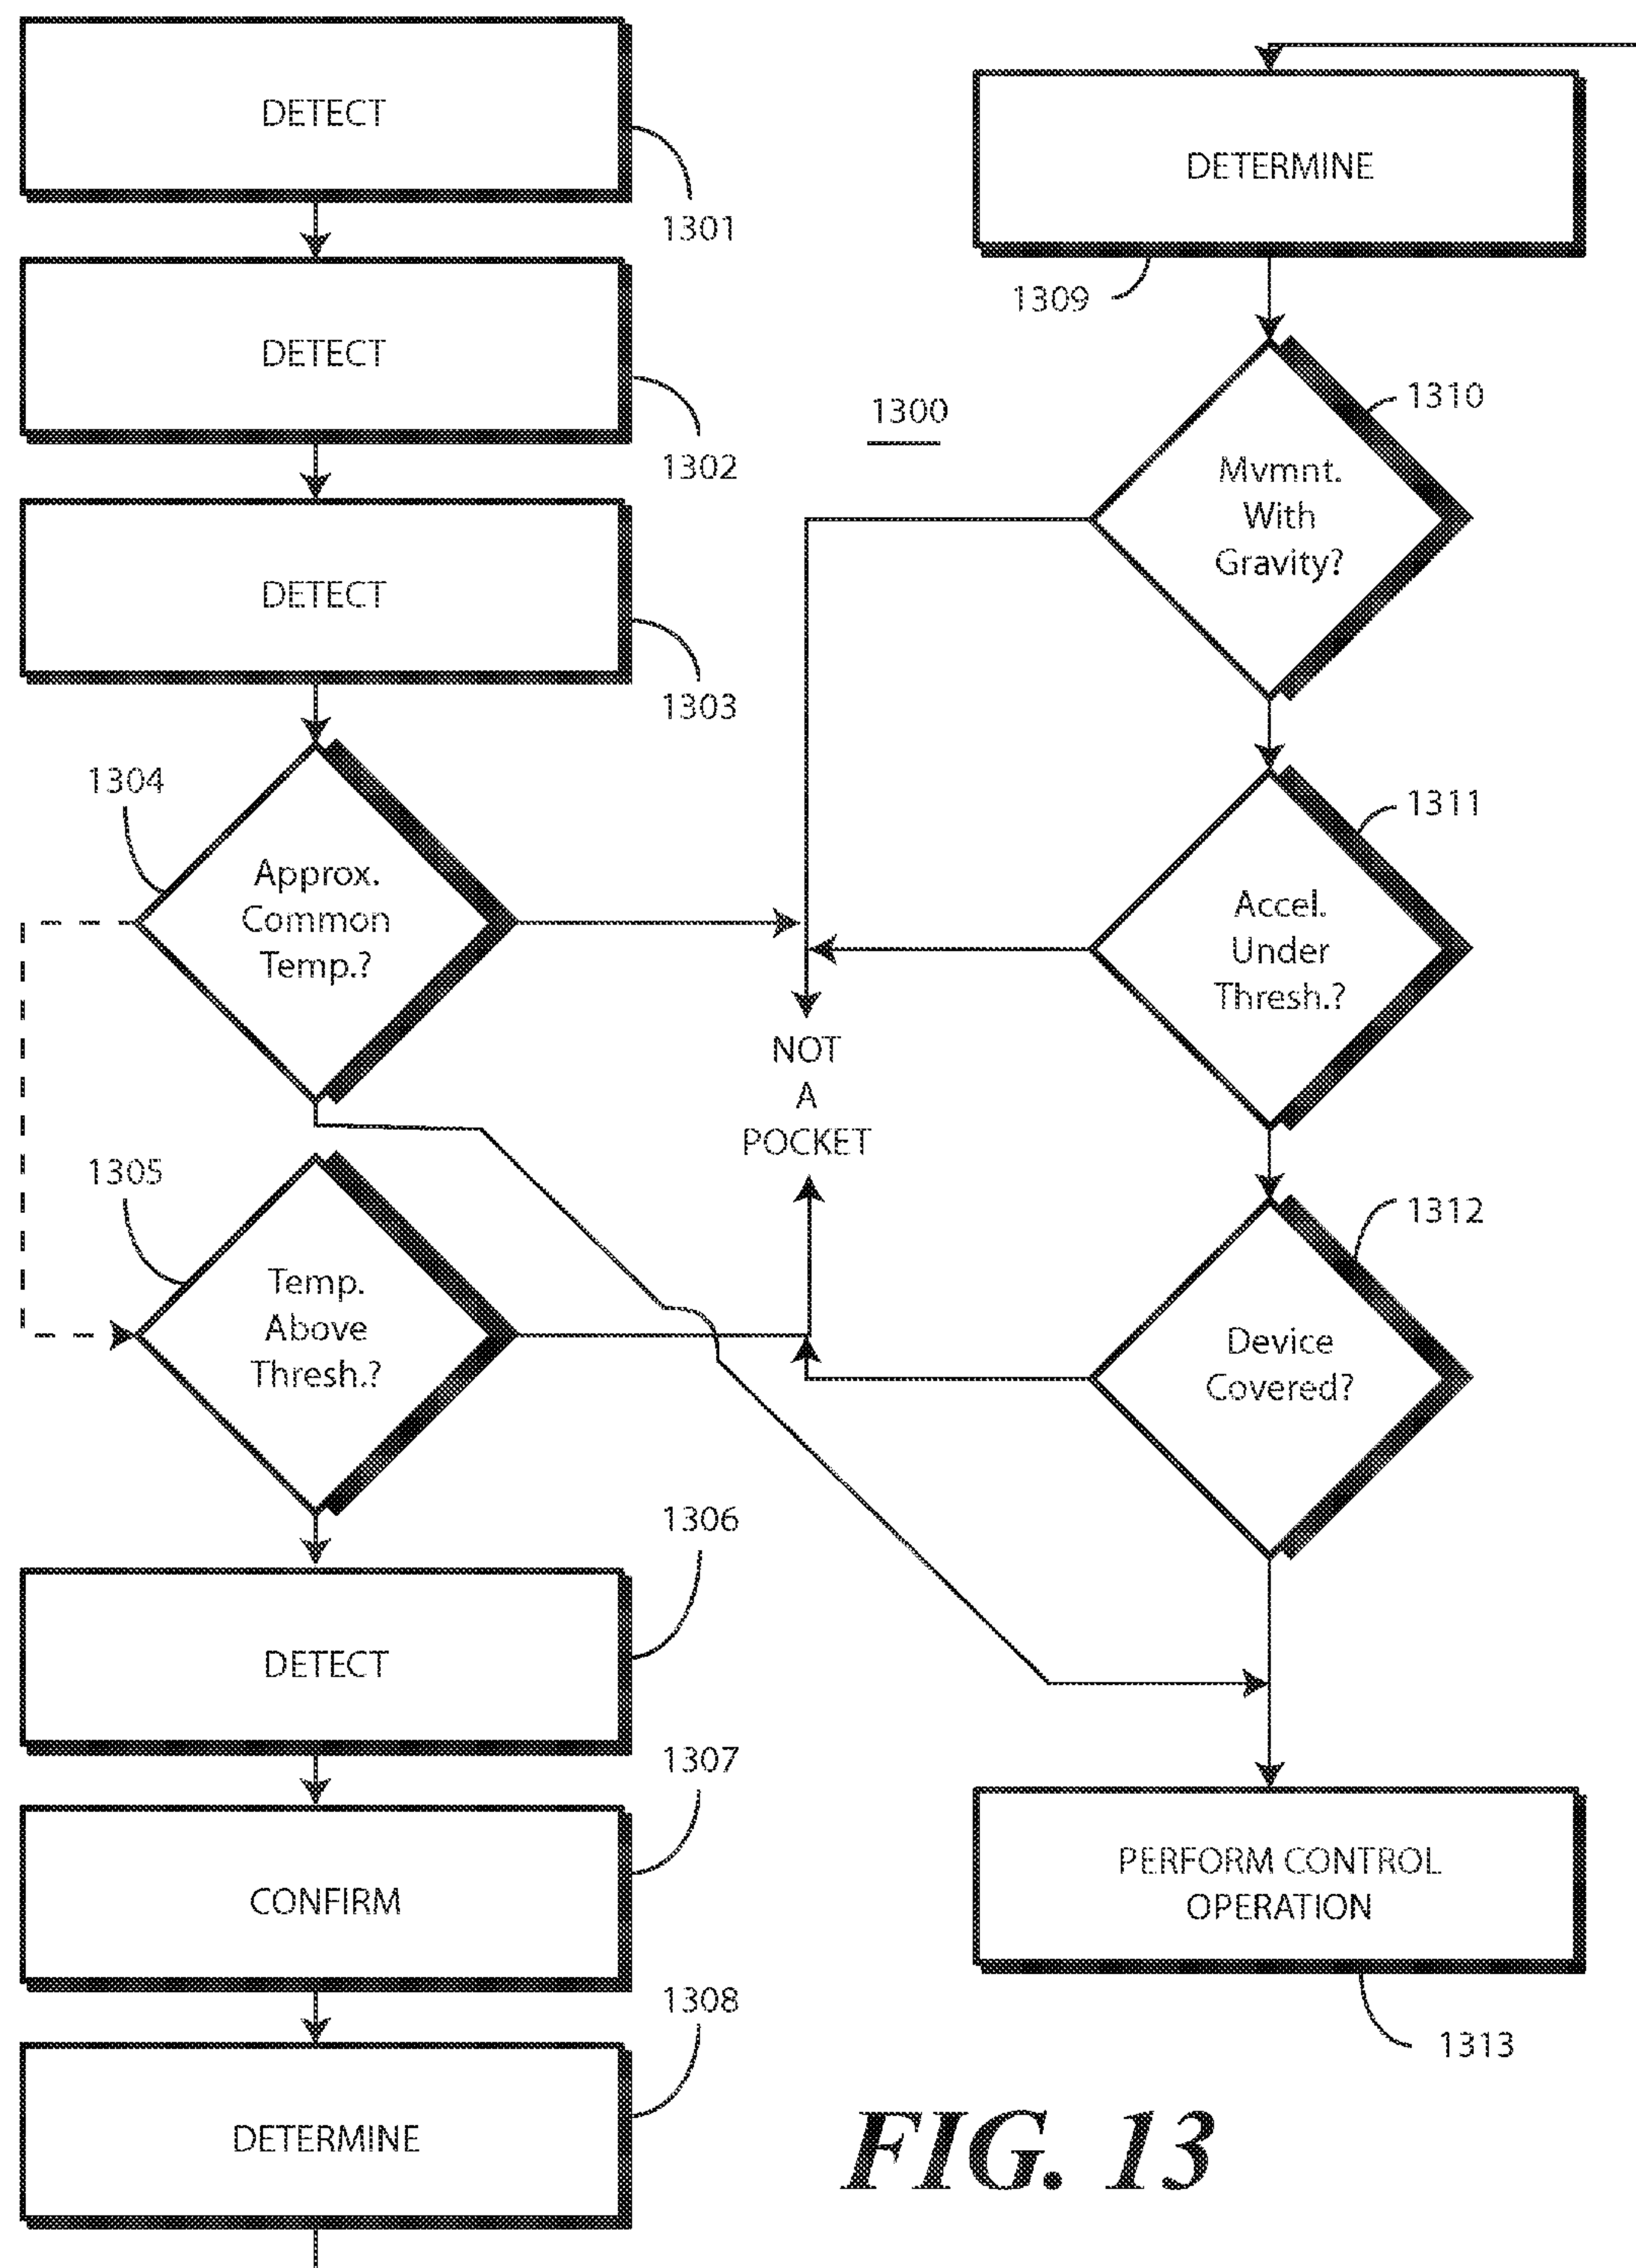 DETECT
1301
DETECT
1302
DETECT
1303
1304
Approx.
Common
Temp.?
1305
Temp.
Above
Thresh.?
1306
DETECT
1307
CONFIRM
1308
DETERMINE
1300
NOT
A
POCKET
DETERMINE
1309
1310
Mvmnt.
With
Gravity?
1311
Accel.
Under
Thresh.?
1312
Device
Covered?
PERFORM CONTROL
OPERATION
1313
FIG. 13